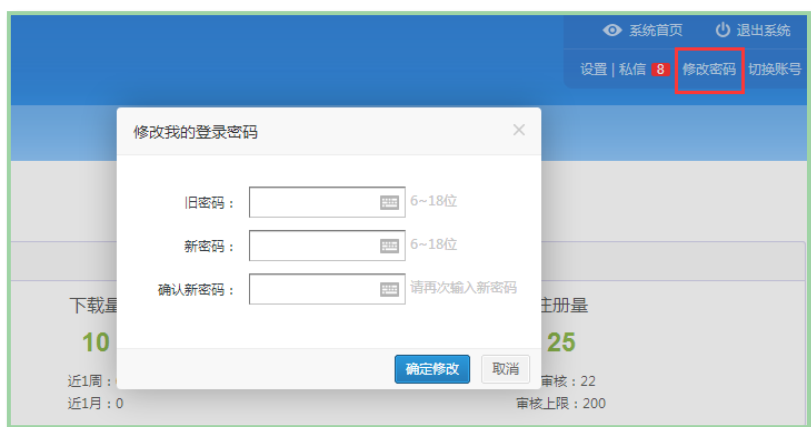 系统首页 退出系统
设置 | 私信 8 修改密码 切换账号
修改我的登录密码
旧密码： 6~18位
新密码： 6~18位
确认新密码： 请再次输入新密码
下载量 注册量
10 25
确定修改 取消
近1周： 审核：22
近1月：0 审核上限：200